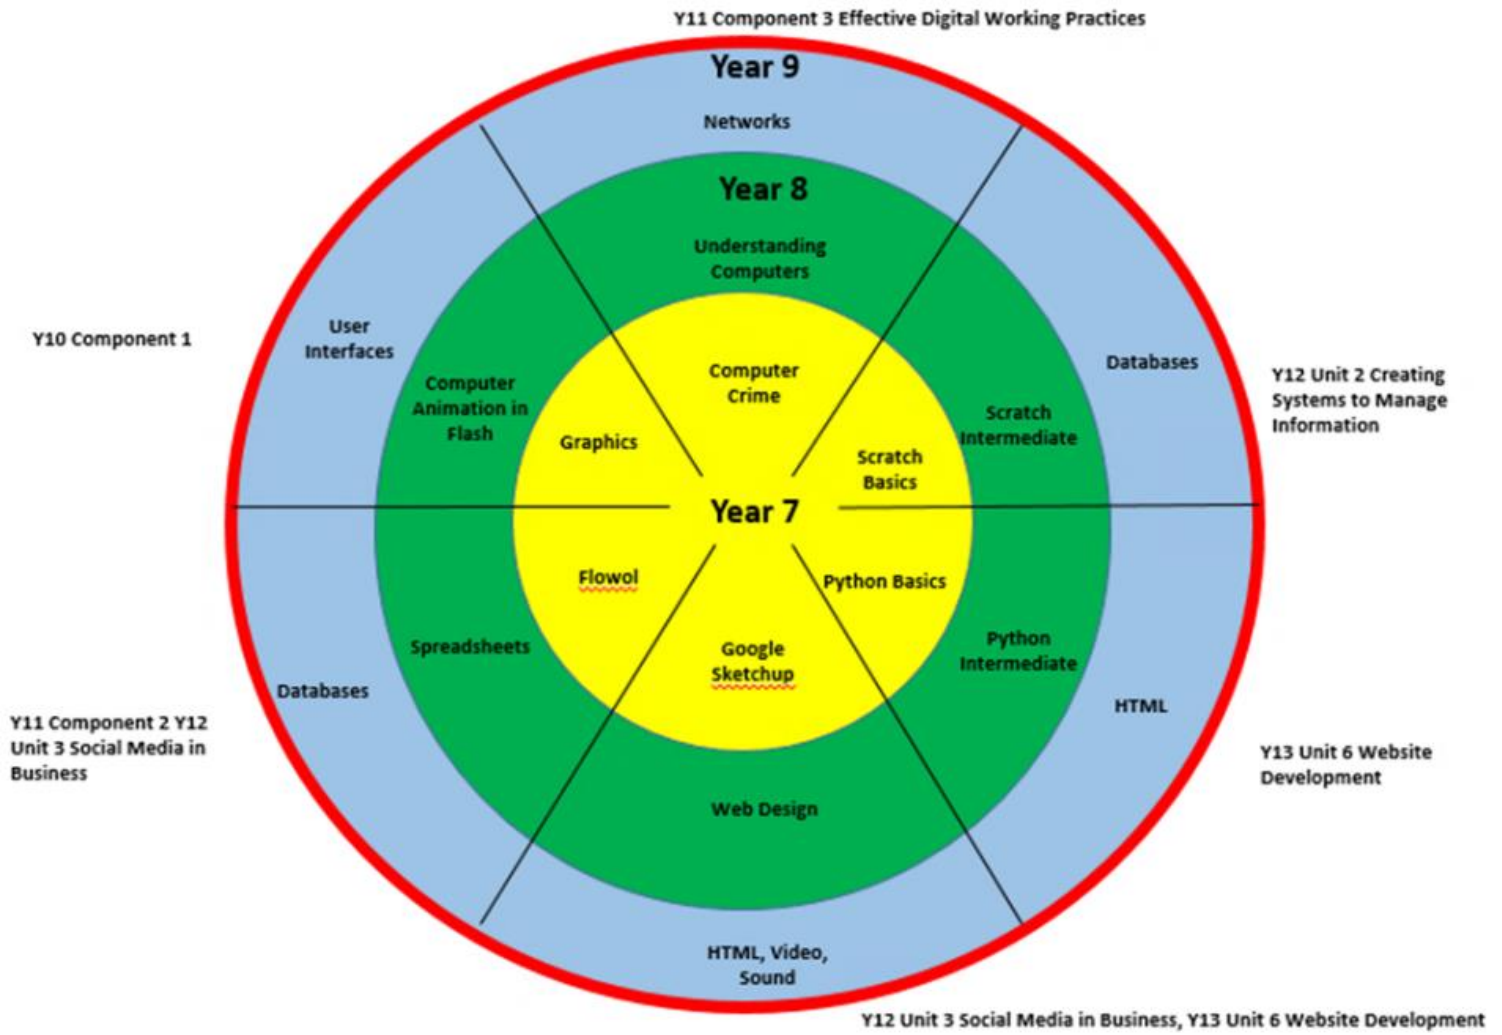 Y11 Component 3 Effective Digital Working Practices
Year 9
Networks
Year 8
Understanding
Computers
User
Interfaces
Y10 Component 1
Computer
Animation in
Flash
Graphics
Computer
Crime
Scratch
Basics
Scratch
Intermediate
Databases
Y12 Unit 2 Creating
Systems to Manage
Information
Year 7
Flowol
Python Basics
Google
Sketchup
Spreadsheets
Python
Intermediate
Databases
HTML
Y11 Component 2 Y12
Unit 3 Social Media in
Business
Y13 Unit 6 Website
Development
Web Design
HTML, Video,
Sound
Y12 Unit 3 Social Media in Business, Y13 Unit 6 Website Development